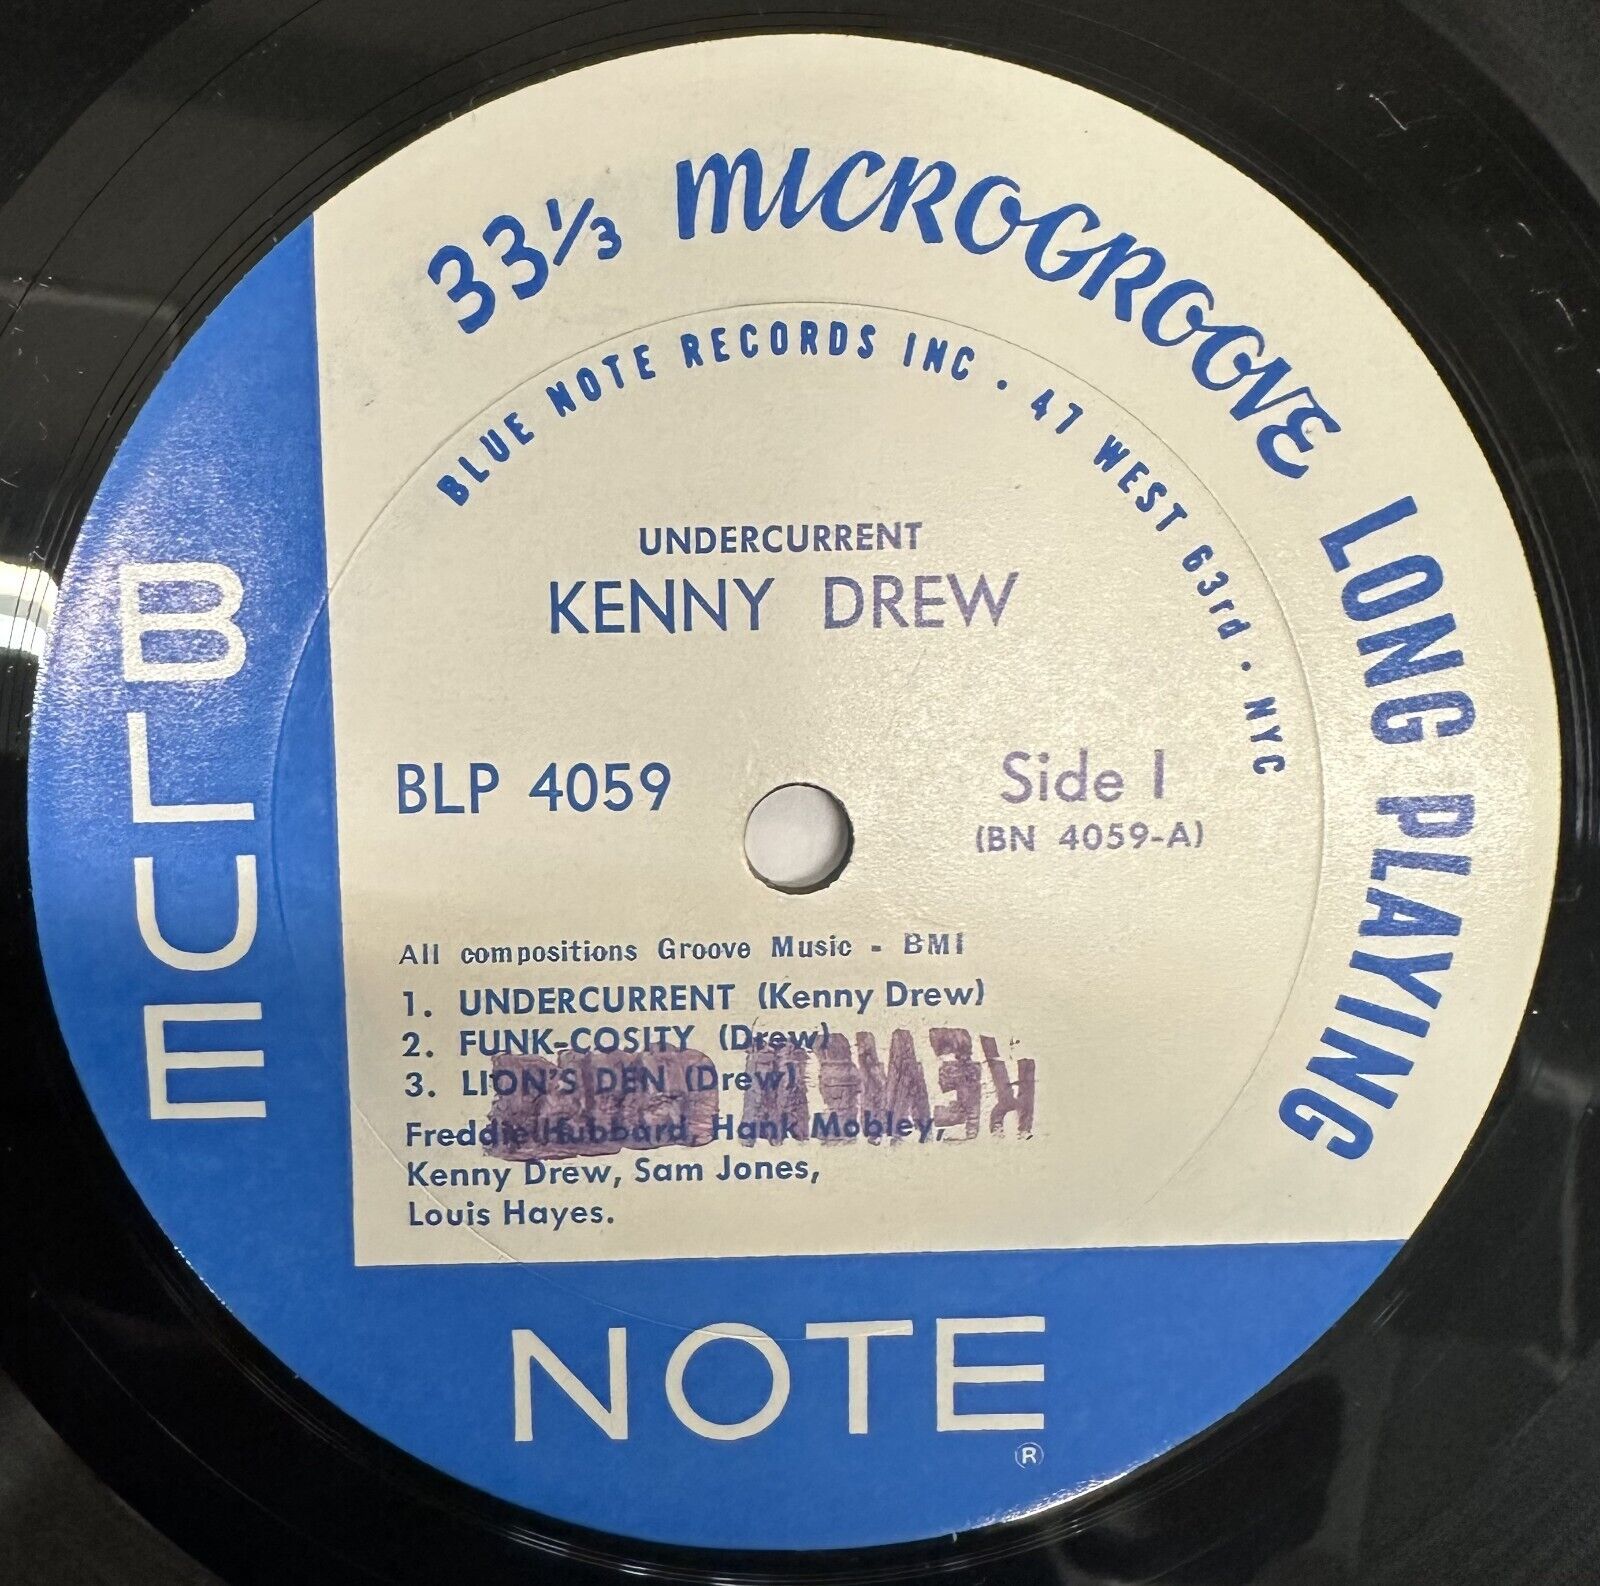 33⅓ MICROGROOVE LONG PLAYING
BLUE NOTE RECORDS INC • 47 WEST 63rd • NYC
UNDERCURRENT
KENNY DREW
BLP 4059
Side 1
(BN 4059-A)
All compositions Groove Music - BMI
1. UNDERCURRENT (Kenny Drew)
2. FUNK-COSITY (Drew)
3. LION'S DEN (Drew)
Freddie Hubbard, Hank Mobley,
Kenny Drew, Sam Jones,
Louis Hayes.
BLUE
NOTE
®